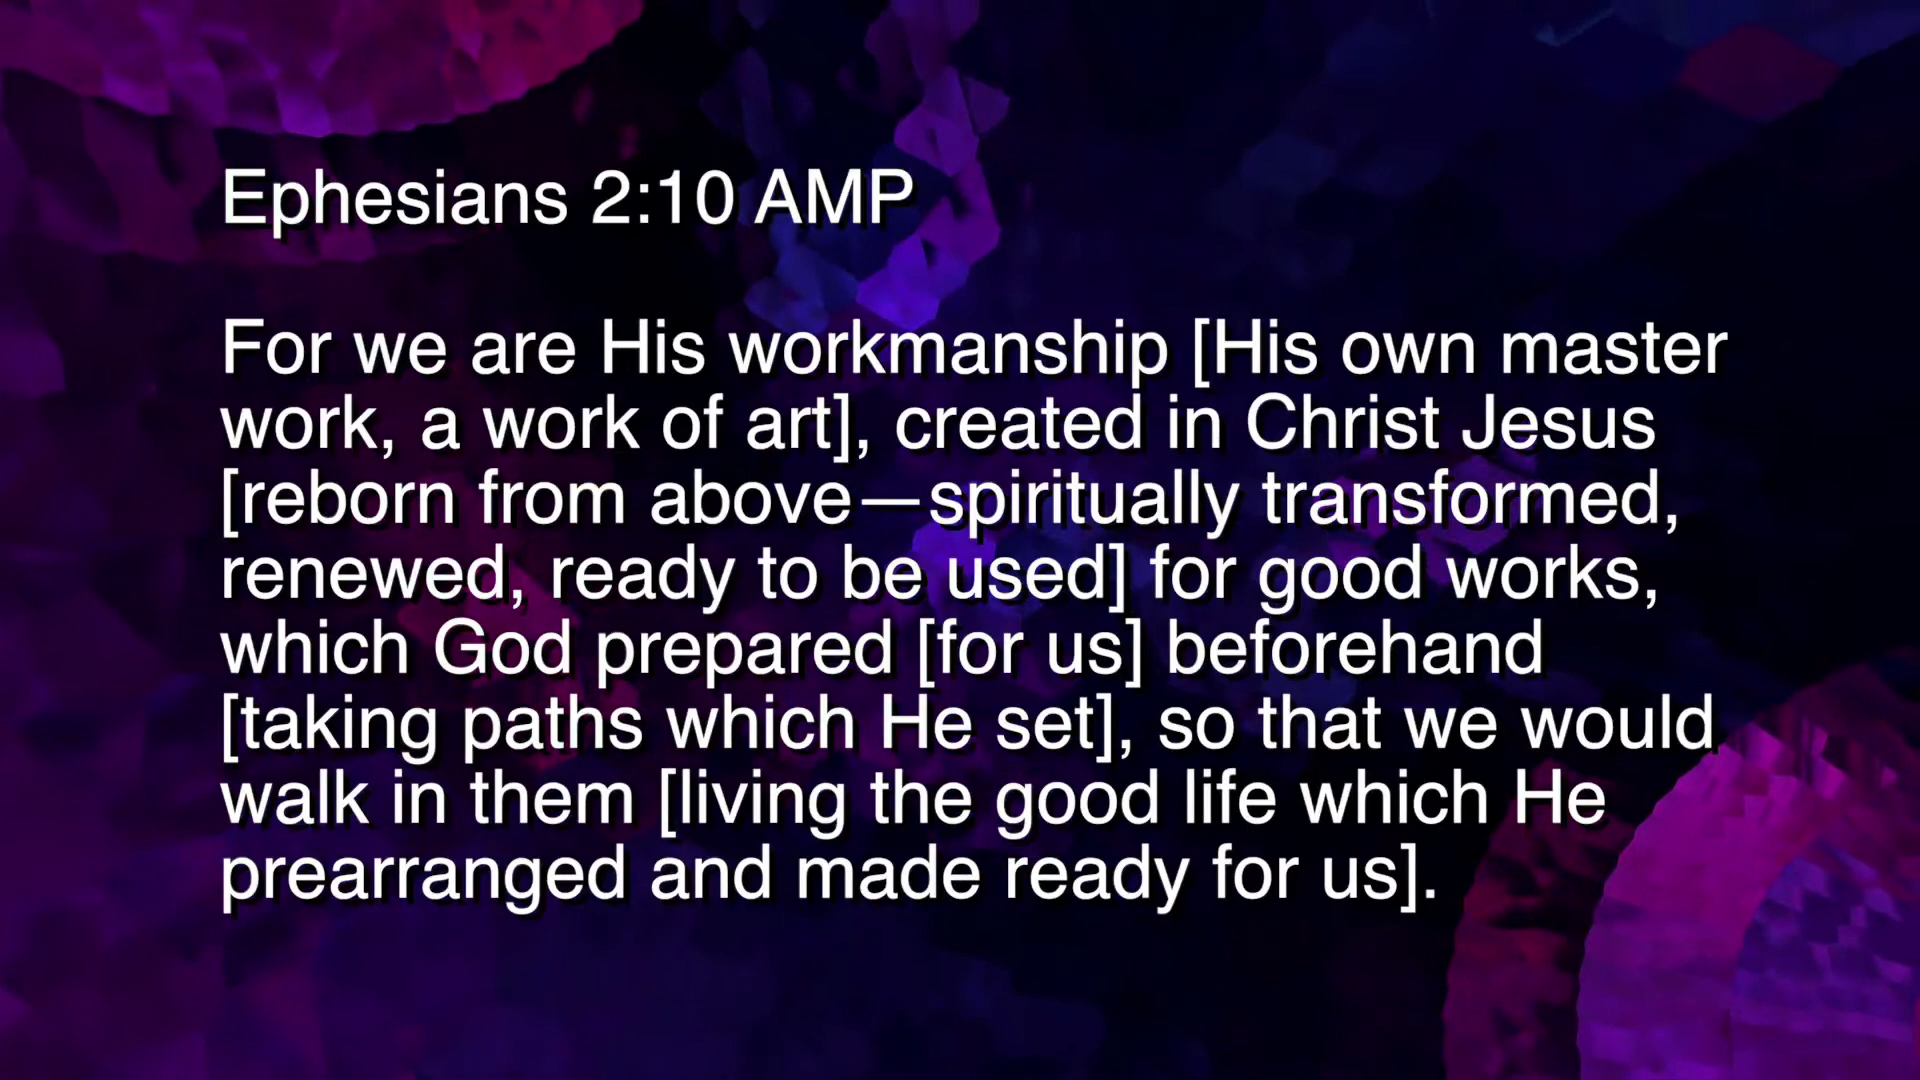 Ephesians 2:10 AMP
For we are His workmanship [His own master
work, a work of art], created in Christ Jesus
[reborn from above—spiritually transformed,
renewed, ready to be used] for good works,
which God prepared [for us] beforehand
[taking paths which He set], so that we would
walk in them [living the good life which He
prearranged and made ready for us].